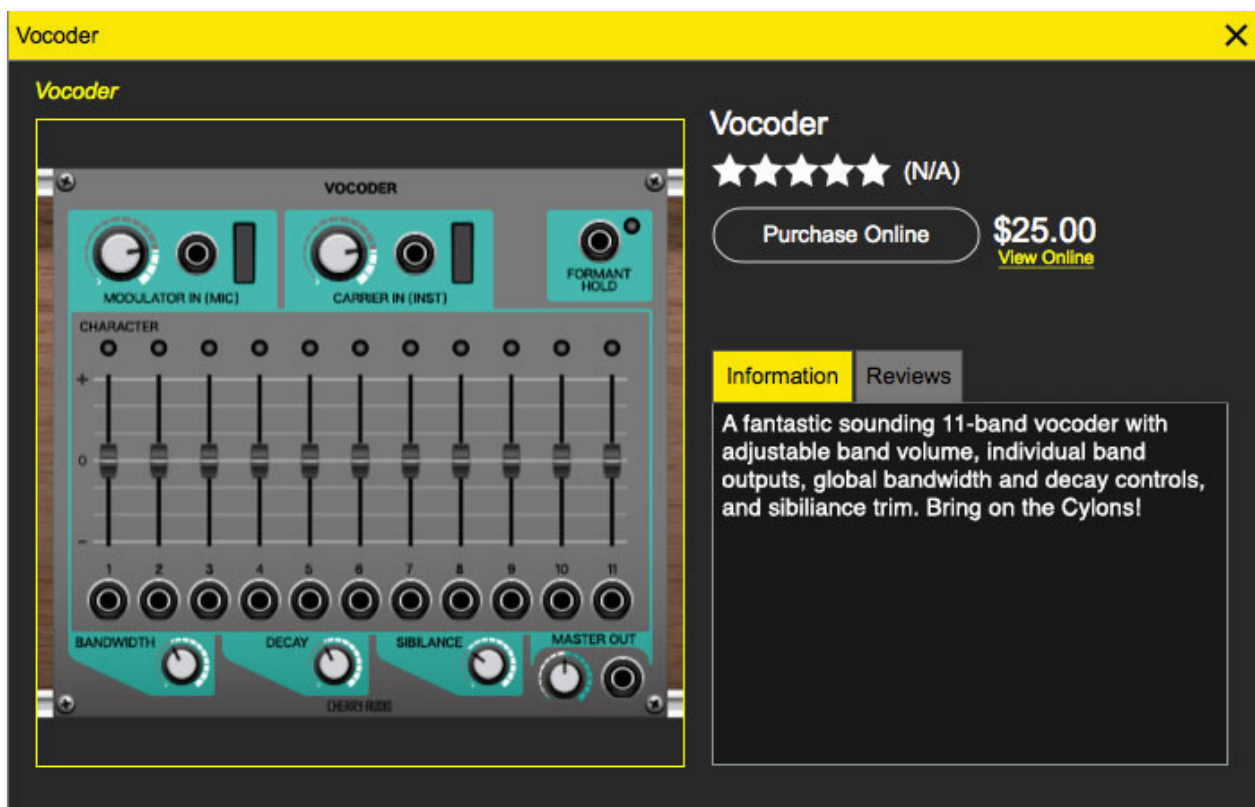 Vocoder
Vocoder
VOCODER
MODULATOR IN (MIC)
CARRIER IN (INST)
FORMANT
HOLD
CHARACTER
+
0
-
1 2 3 4 5 6 7 8 9 10 11
BANDWIDTH
DECAY
SIBILANCE
MASTER OUT
CHERRY AUDIO
Vocoder
(N/A)
Purchase Online
$25.00
View Online
Information
Reviews
A fantastic sounding 11-band vocoder with
adjustable band volume, individual band
outputs, global bandwidth and decay controls,
and sibiliance trim. Bring on the Cylons!